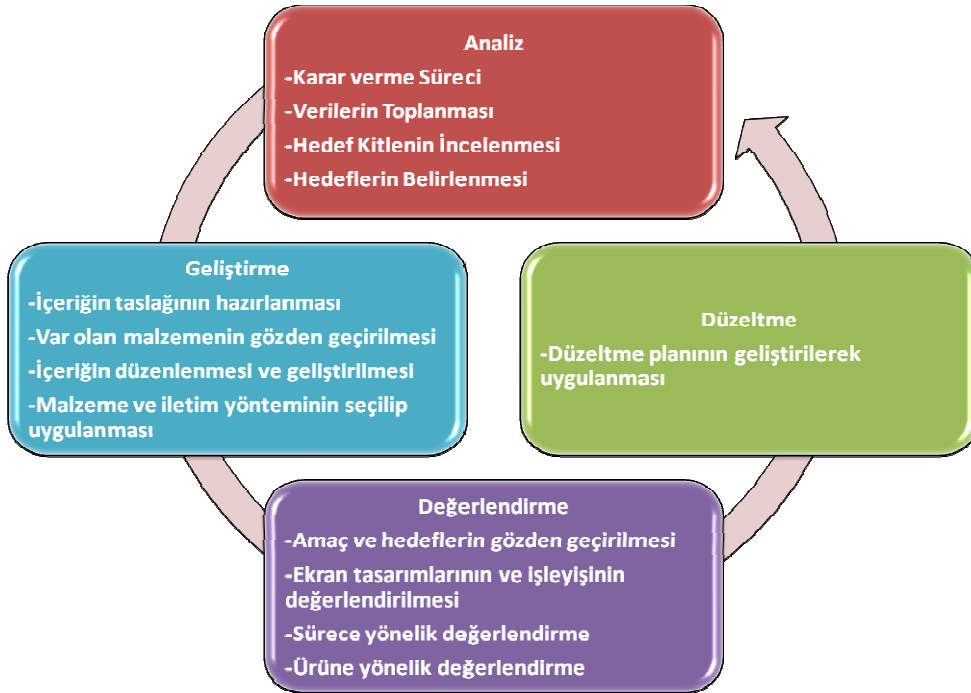 Analiz
-Karar verme Süreci
-Verilerin Toplanması
-Hedef Kitlenin İncelenmesi
-Hedeflerin Belirlenmesi
Geliştirme
-İçeriğin taslağının hazırlanması
-Var olan malzemenin gözden geçirilmesi
-İçeriğin düzenlenmesi ve geliştirilmesi
-Malzeme ve iletim yönteminin seçilip
uygulanması
Düzeltme
-Düzeltme planının geliştirilerek
uygulanması
Değerlendirme
-Amaç ve hedeflerin gözden geçirilmesi
-Ekran tasarımlarının ve işleyişinin
değerlendirilmesi
-Sürece yönelik değerlendirme
-Ürüne yönelik değerlendirme